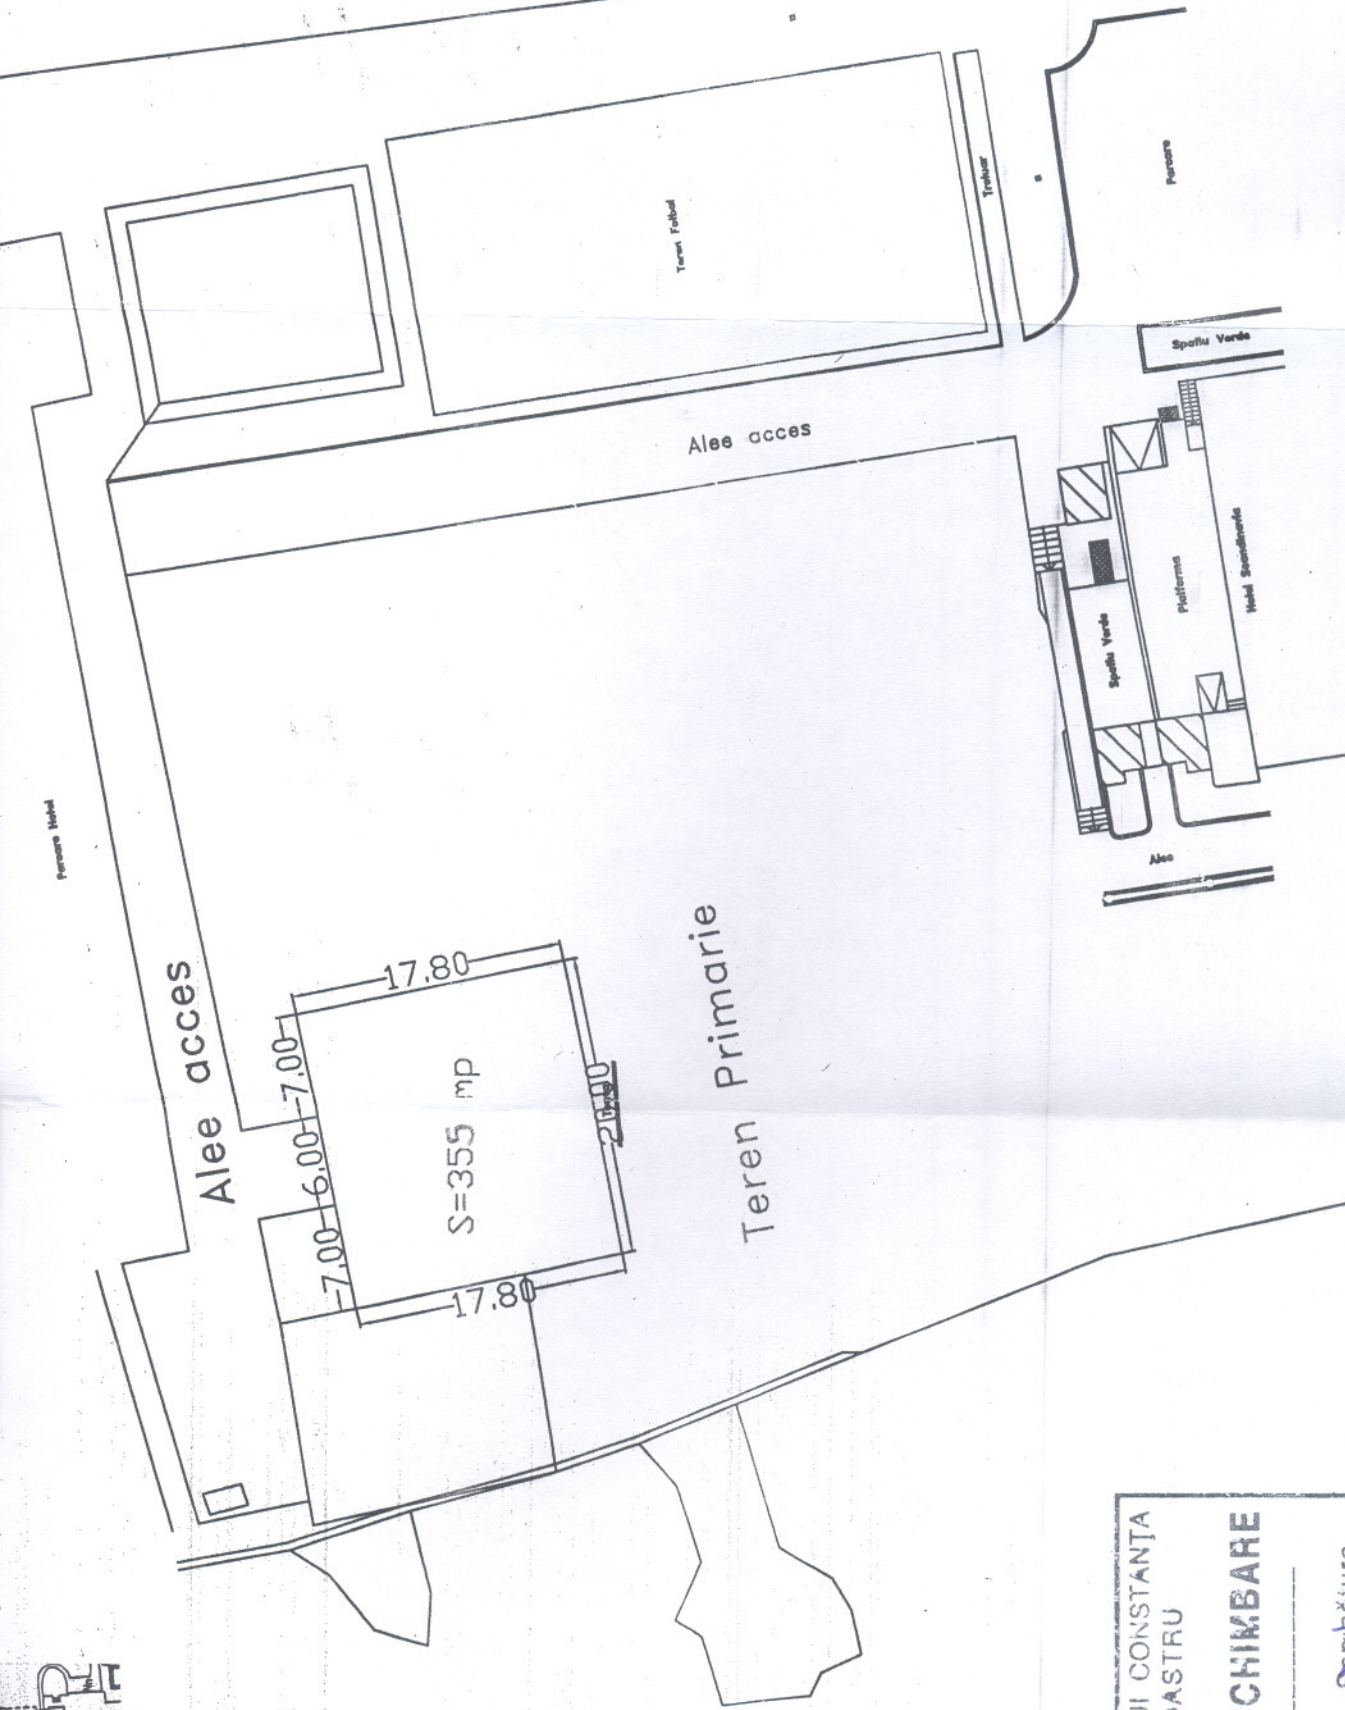 Teren Fotbal
Trotuar
Parcare
Spatiu Verde
Alee acces
Hotel Scandinavia
Platforma
Spatiu Verde
Alee
Parcare Hotel
Alee acces
17.80
7.00
6.00
7.00
S=355 mp
17.80
Teren Primarie
CONSTANȚA
CHIMBARE